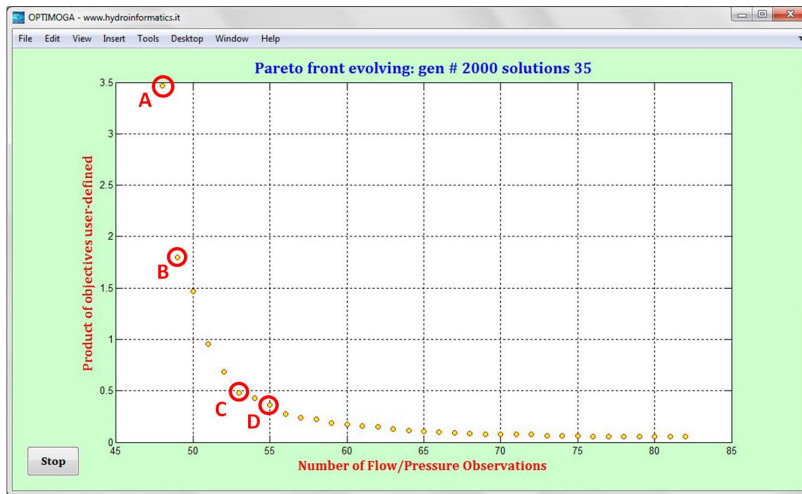 OPTIMOGA - www.hydroinformatics.it
File Edit View Insert Tools Desktop Window Help
Pareto front evolving: gen # 2000 solutions 35
Product of objectives user-defined
3.5
3
2.5
2
1.5
1
0.5
0
A
B
C
D
45 50 55 60 65 70 75 80 85
Number of Flow/Pressure Observations
Stop